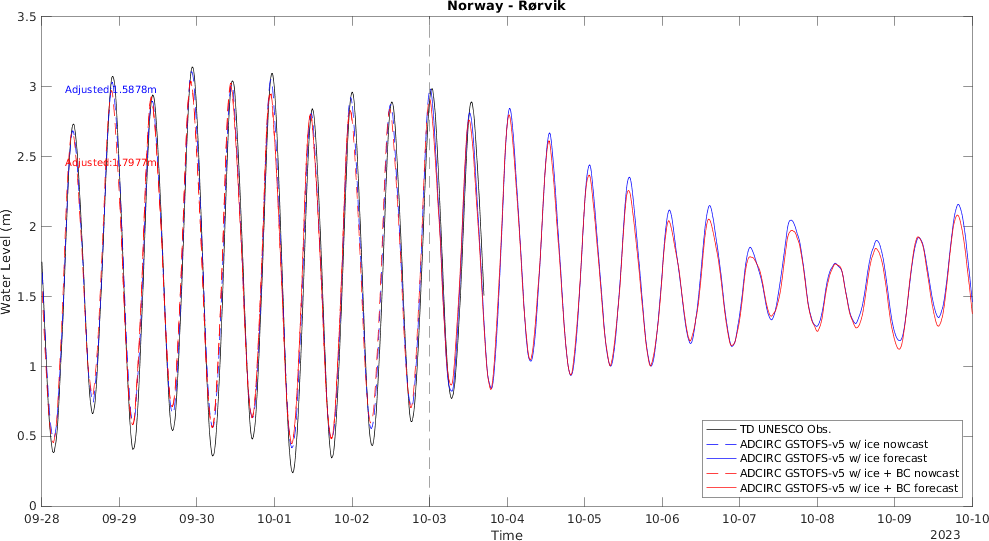 Norway - Rørvik
3.5
3
2.5
2
1.5
1
0.5
0
Water Level (m)
Adjusted:1.5878m
Adjusted:1.7977m
TD UNESCO Obs.
ADCIRC GSTOFS-v5 w/ ice nowcast
ADCIRC GSTOFS-v5 w/ ice forecast
ADCIRC GSTOFS-v5 w/ ice + BC nowcast
ADCIRC GSTOFS-v5 w/ ice + BC forecast
09-28 09-29 09-30 10-01 10-02 10-03 10-04 10-05 10-06 10-07 10-08 10-09 10-10
Time
2023